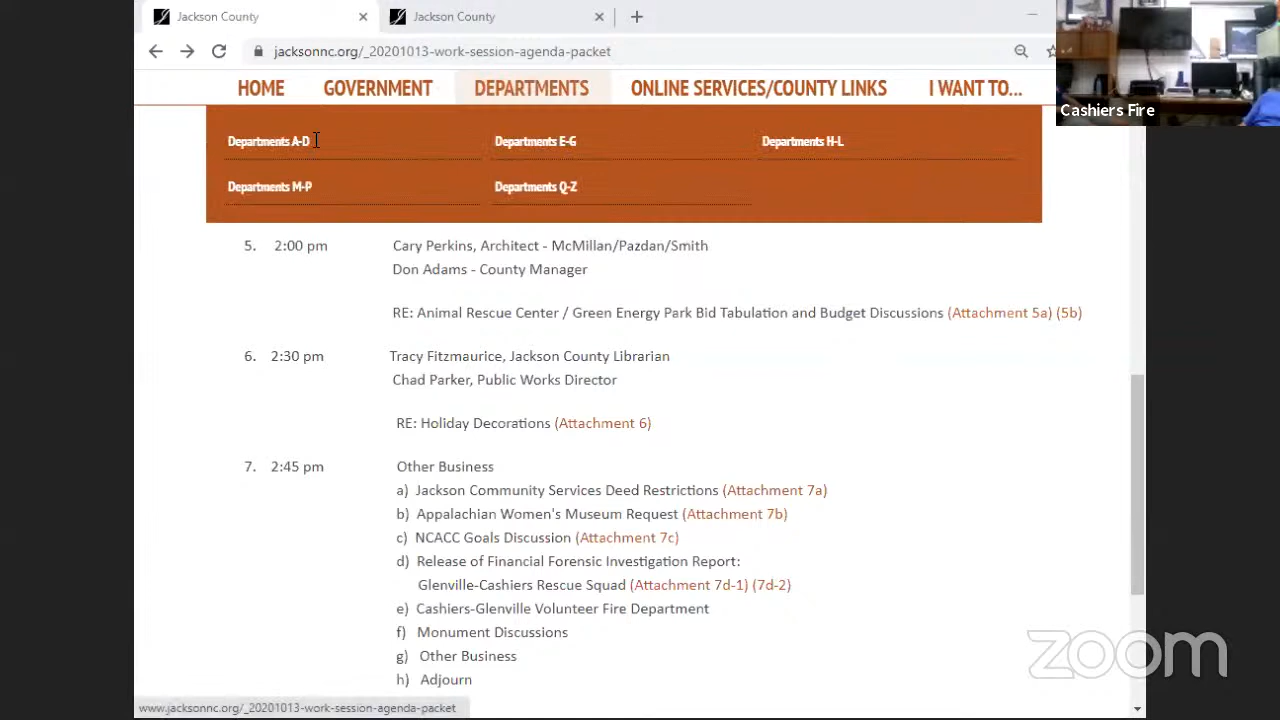 Jackson County
Jackson County
jacksonnc.org/_20201013-work-session-agenda-packet
HOME GOVERNMENT DEPARTMENTS ONLINE SERVICES/COUNTY LINKS I WANT TO...
Cashiers Fire
Departments A-D Departments E-G Departments H-L
Departments M-P Departments Q-Z
5. 2:00 pm Cary Perkins, Architect - McMillan/Pazdan/Smith
Don Adams - County Manager
RE: Animal Rescue Center / Green Energy Park Bid Tabulation and Budget Discussions (Attachment 5a) (5b)
6. 2:30 pm Tracy Fitzmaurice, Jackson County Librarian
Chad Parker, Public Works Director
RE: Holiday Decorations (Attachment 6)
7. 2:45 pm Other Business
a) Jackson Community Services Deed Restrictions (Attachment 7a)
b) Appalachian Women's Museum Request (Attachment 7b)
c) NCACC Goals Discussion (Attachment 7c)
d) Release of Financial Forensic Investigation Report:
Glenville-Cashiers Rescue Squad (Attachment 7d-1) (7d-2)
e) Cashiers-Glenville Volunteer Fire Department
f) Monument Discussions
g) Other Business
h) Adjourn
zoom
www.jacksonnc.org/_20201013-work-session-agenda-packet